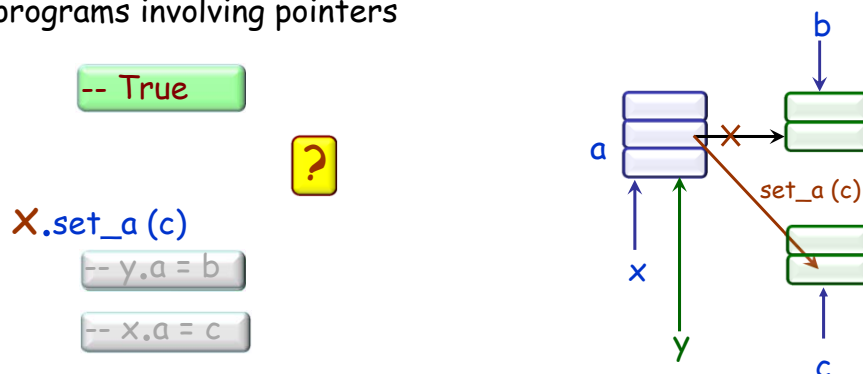 programs involving pointers
-- True
?
x.set_a (c)
-- y.a = b
-- x.a = c
b
a
set_a (c)
x
y
c